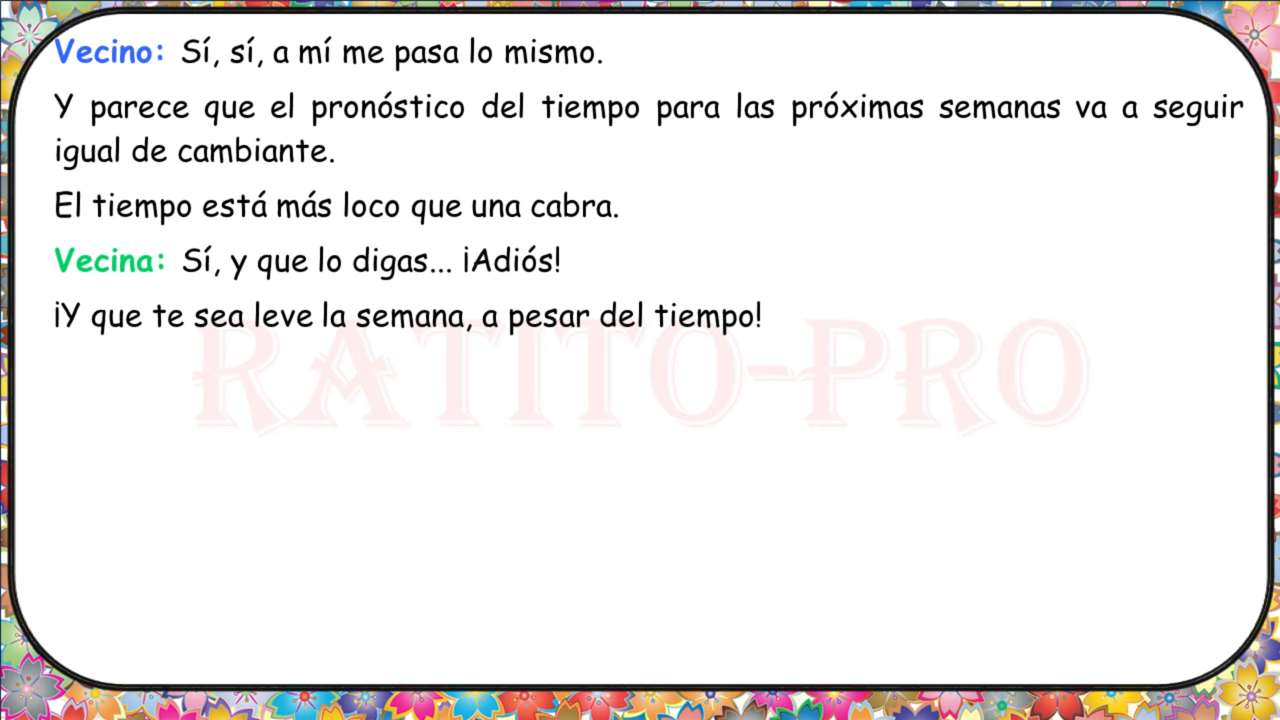 Vecino: Sí, sí, a mí me pasa lo mismo.
Y parece que el pronóstico del tiempo para las próximas semanas va a seguir
igual de cambiante.
El tiempo está más loco que una cabra.
Vecina: Sí, y que lo digas... ¡Adiós!
¡Y que te sea leve la semana, a pesar del tiempo!
RATITO-PRO